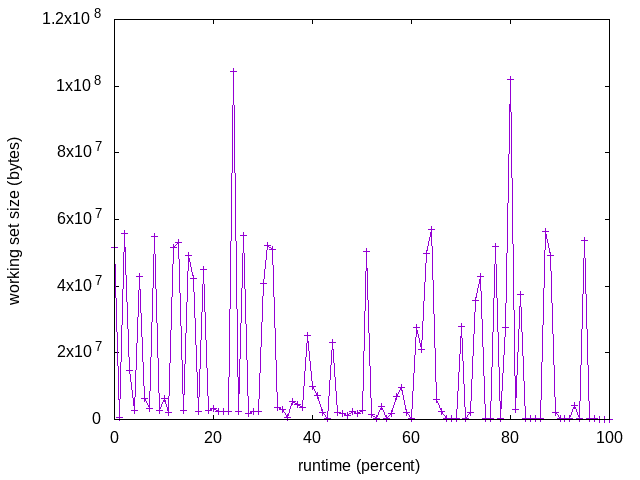 1.2x10^8
1x10^8
8x10^7
6x10^7
4x10^7
2x10^7
0
0 20 40 60 80 100
working set size (bytes)
runtime (percent)